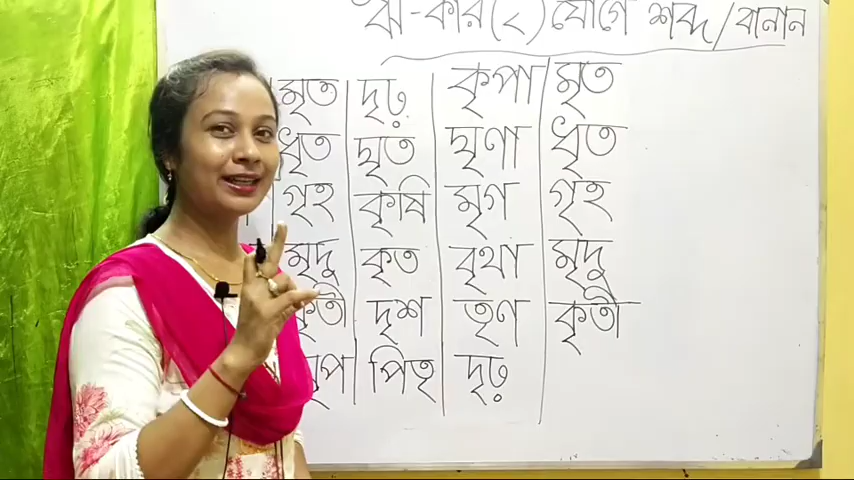 ঋ-কার(ৃ) যোগে শব্দ/বানান
মৃত দৃঢ় কৃপা মৃত
ধৃত ঘৃত ঘৃণা ধৃত
গৃহ কৃষি মৃগ গৃহ
মৃদু কৃত বৃথা মৃদু
কৃতী দৃশ তৃণ কৃতী
পিতৃ দৃঢ়